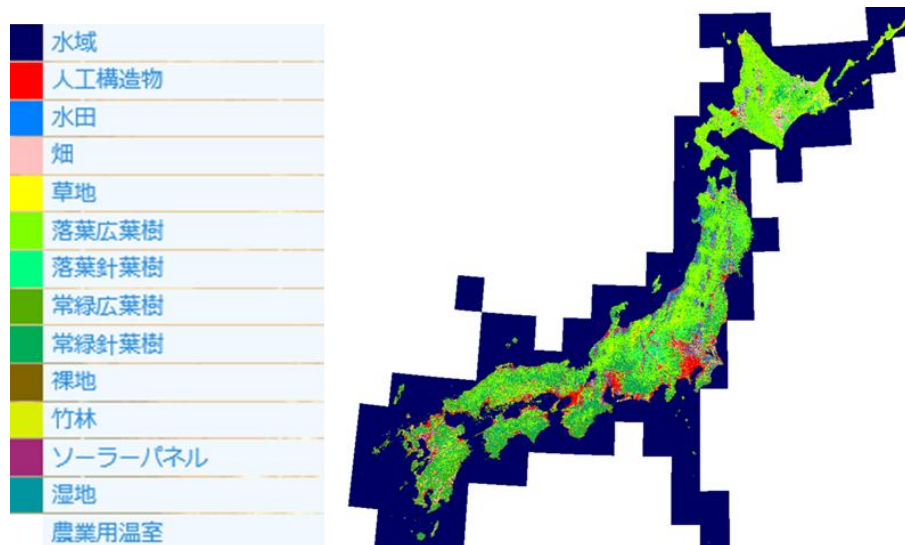 水域
人工構造物
水田
畑
草地
落葉広葉樹
落葉針葉樹
常緑広葉樹
常緑針葉樹
裸地
竹林
ソーラーパネル
湿地
農業用温室